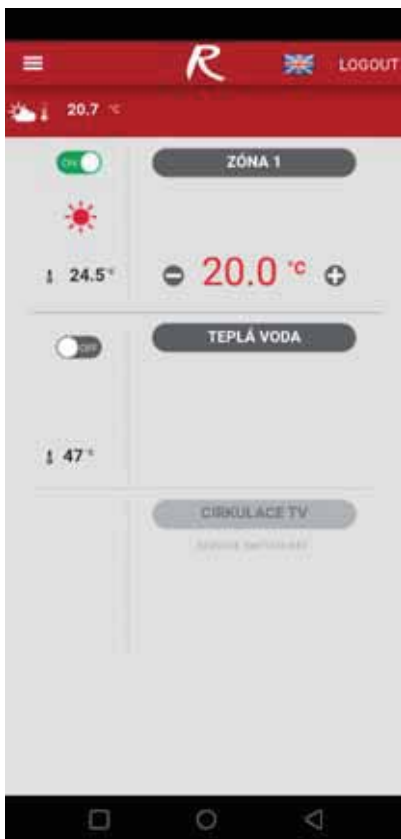 R
LOGOUT
20.7 °C
ON
ZÓNA 1
24.5°
20.0 °C
OFF
TEPLÁ VODA
47 °
CIRKULACE TV